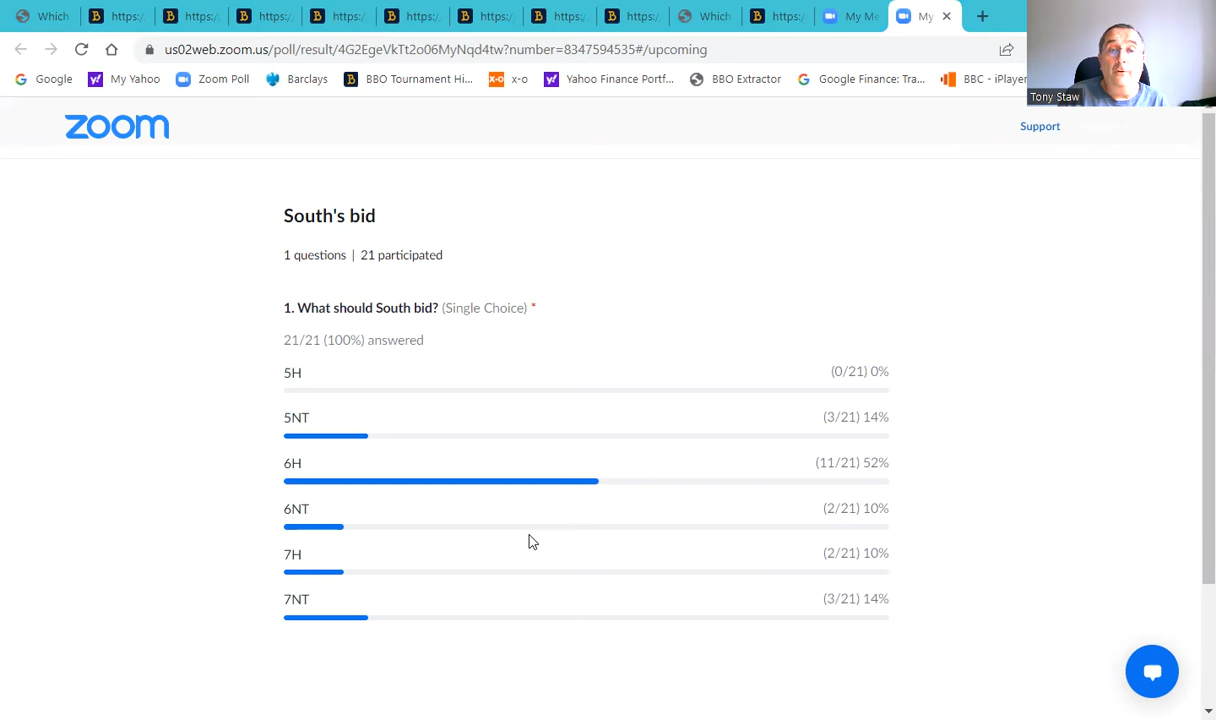 Which
https:/
https:/
https:/
https:/
https:/
https:/
https:/
https:/
Which
https:/
My Me
My
us02web.zoom.us/poll/result/4G2EgeVkTt2o06MyNqd4tw?number=8347594535#/upcoming
Google
My Yahoo
Zoom Poll
Barclays
BBO Tournament Hi...
x-o
Yahoo Finance Portf...
BBO Extractor
Google Finance: Tra...
BBC - iPlayer
Tony Staw
zoom
Support
South's bid
1 questions | 21 participated
1. What should South bid? (Single Choice) *
21/21 (100%) answered
5H (0/21) 0%
5NT (3/21) 14%
6H (11/21) 52%
6NT (2/21) 10%
7H (2/21) 10%
7NT (3/21) 14%